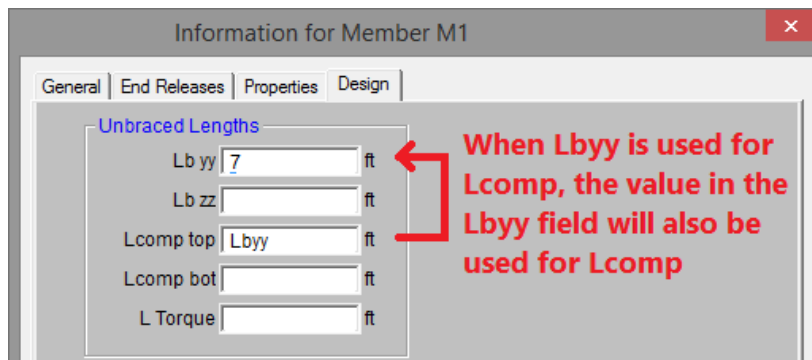 Information for Member M1
×
General End Releases Properties Design
Unbraced Lengths
Lb yy 7 ft
Lb zz ft
Lcomp top Lbyy ft
Lcomp bot ft
L Torque ft
When Lbyy is used for
Lcomp, the value in the
Lbyy field will also be
used for Lcomp